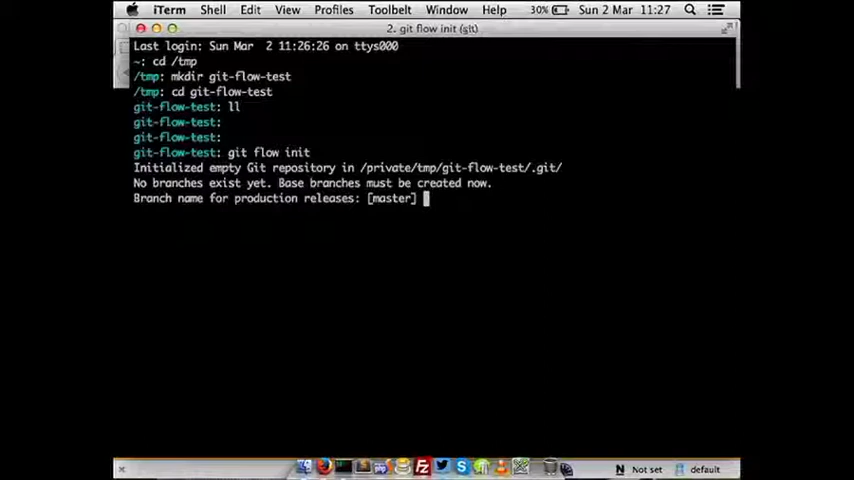 iTerm Shell Edit View Profiles Toolbelt Window Help 30% Sun 2 Mar 11:27
2. git flow init (git)
Last login: Sun Mar  2 11:26:26 on ttys000
~: cd /tmp
/tmp: mkdir git-flow-test
/tmp: cd git-flow-test
git-flow-test: ll
git-flow-test:
git-flow-test:
git-flow-test: git flow init
Initialized empty Git repository in /private/tmp/git-flow-test/.git/
No branches exist yet. Base branches must be created now.
Branch name for production releases: [master]
N Not set default